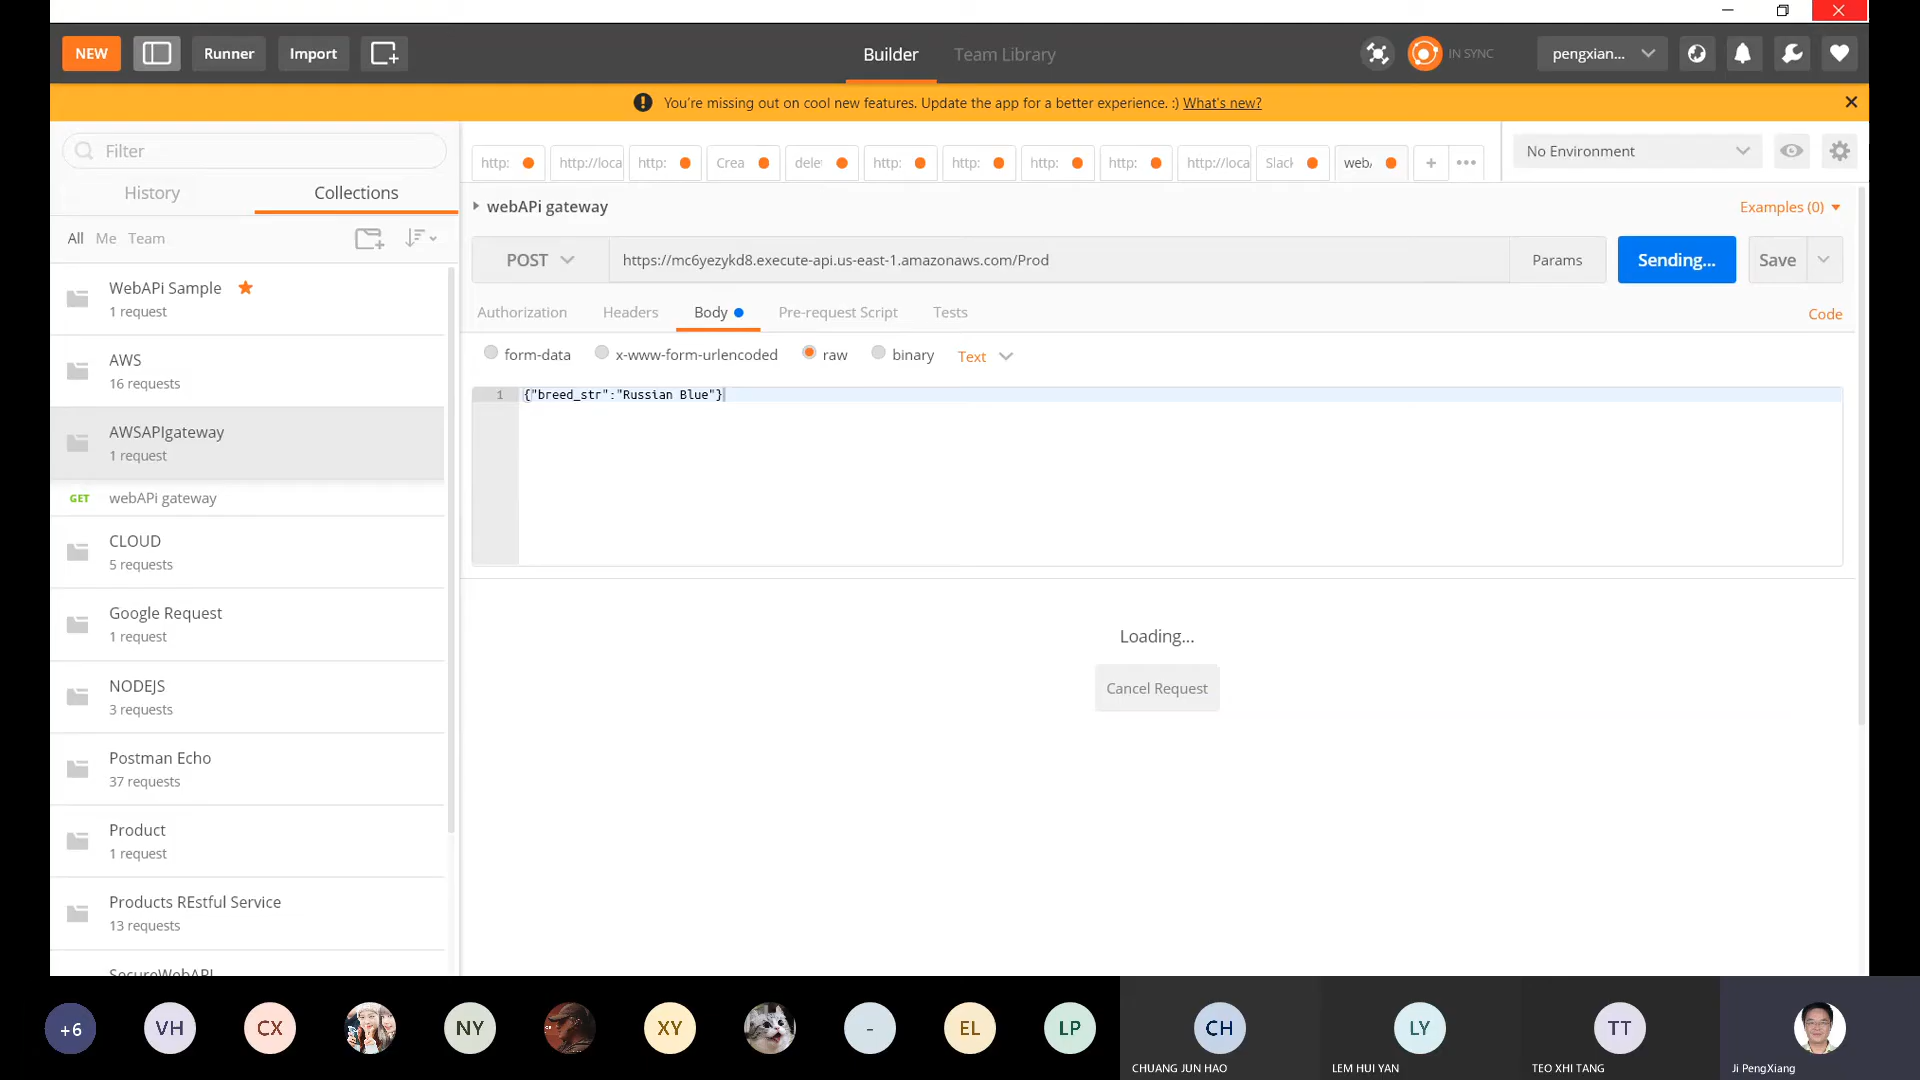 NEW
Runner
Import
Builder
Team Library
IN SYNC
pengxian...
You're missing out on cool new features. Update the app for a better experience. :) What's new?
Filter
History
Collections
All Me Team
WebAPi Sample
1 request
AWS
16 requests
AWSAPIgateway
1 request
GET webAPi gateway
CLOUD
5 requests
Google Request
1 request
NODEJS
3 requests
Postman Echo
37 requests
Product
1 request
Products REstful Service
13 requests
SecureWebAPI
http: http://loca http: Crea dele http: http: http: http: http://loca Slack web
No Environment
webAPi gateway
Examples (0)
POST
https://mc6yezykd8.execute-api.us-east-1.amazonaws.com/Prod
Params
Sending...
Save
Authorization Headers Body Pre-request Script Tests
Code
form-data x-www-form-urlencoded raw binary Text
1 {"breed_str":"Russian Blue"}
Loading...
Cancel Request
+6 VH CX NY XY - EL LP CH LY TT
CHUANG JUN HAO
LEM HUI YAN
TEO XHI TANG
Ji PengXiang